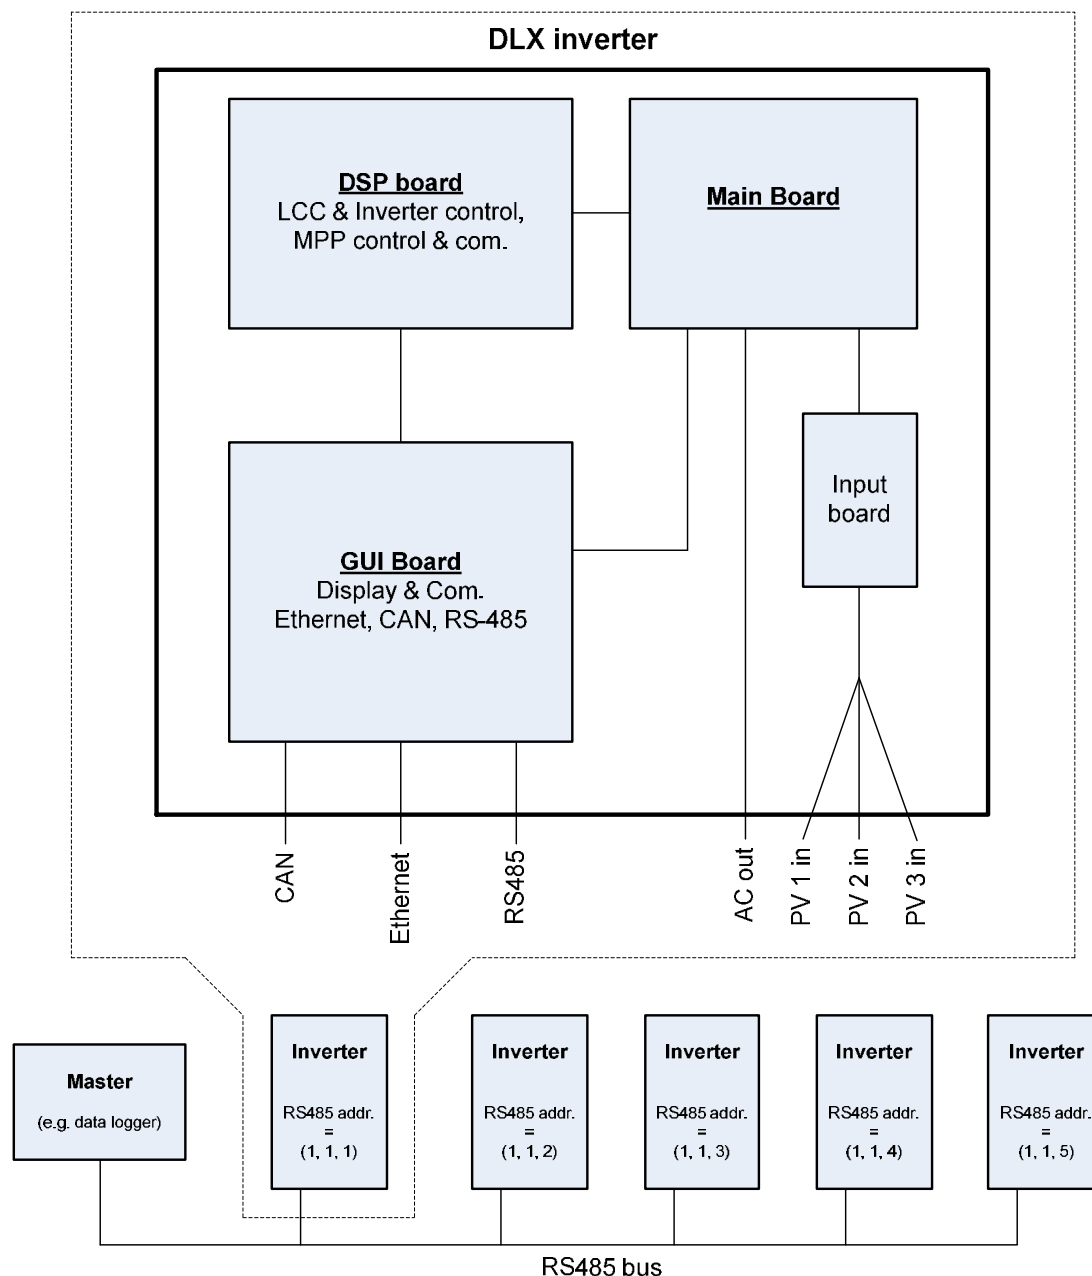 DLX inverter
DSP board
LCC & Inverter control,
MPP control & com.
Main Board
Input
board
GUI Board
Display & Com.
Ethernet, CAN, RS-485
CAN
Ethernet
RS485
AC out
PV 1 in
PV 2 in
PV 3 in
Master
(e.g. data logger)
Inverter
RS485 addr.
=
(1, 1, 1)
Inverter
RS485 addr.
=
(1, 1, 2)
Inverter
RS485 addr.
=
(1, 1, 3)
Inverter
RS485 addr.
=
(1, 1, 4)
Inverter
RS485 addr.
=
(1, 1, 5)
RS485 bus